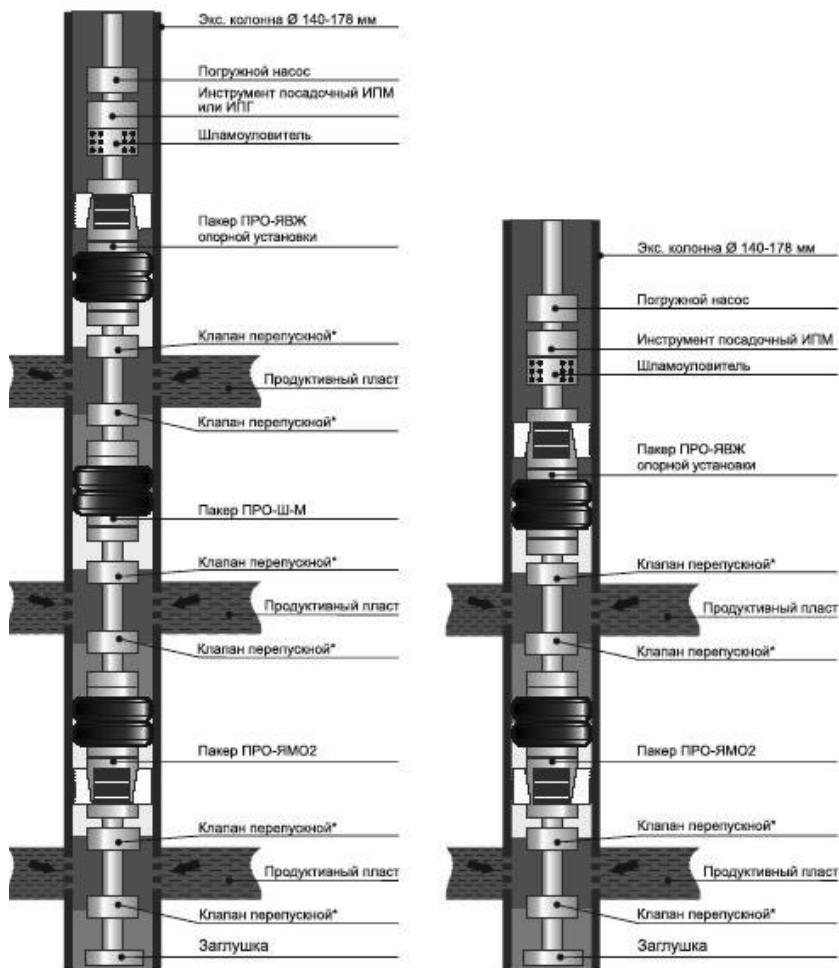 Экс. колонна Ø 140-178 мм
Погружной насос
Инструмент посадочный ИПМ
или ИПГ
Шламоуловитель
Пакер ПРО-ЯВЖ
опорной установки
Клапан перепускной*
Продуктивный пласт
Клапан перепускной*
Пакер ПРО-Ш-М
Клапан перепускной*
Продуктивный пласт
Клапан перепускной*
Пакер ПРО-ЯМО2
Клапан перепускной*
Продуктивный пласт
Клапан перепускной*
Заглушка
Экс. колонна Ø 140-178 мм
Погружной насос
Инструмент посадочный ИПМ
Шламоуловитель
Пакер ПРО-ЯВЖ
опорной установки
Клапан перепускной*
Продуктивный пласт
Клапан перепускной*
Пакер ПРО-ЯМО2
Клапан перепускной*
Продуктивный пласт
Клапан перепускной*
Заглушка